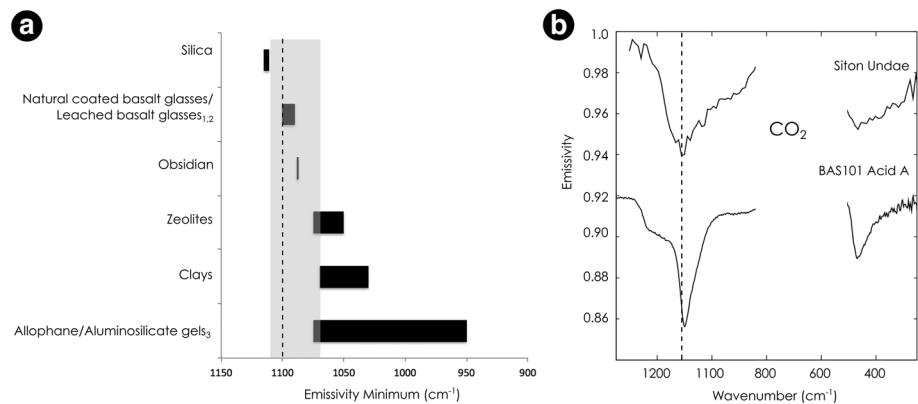 a
Silica
Natural coated basalt glasses/
Leached basalt glasses1,2
Obsidian
Zeolites
Clays
Allophane/Aluminosilicate gels3
1150 1100 1050 1000 950 900
Emissivity Minimum (cm-1)
b
1.0
0.98
0.96
0.94
0.92
0.90
0.88
0.86
Emissivity
Siton Undae
CO2
BAS101 Acid A
1200 1100 800 600 400
Wavenumber (cm-1)